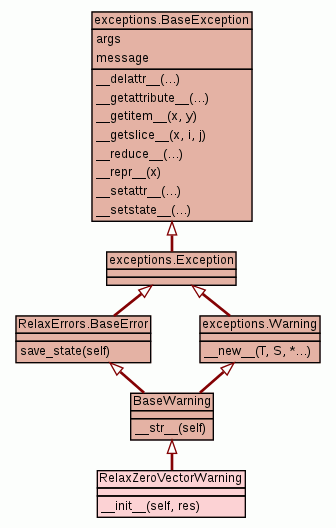 exceptions.BaseException
args
message
__delattr__(...)
__getattribute__(...)
__getitem__(x, y)
__getslice__(x, i, j)
__reduce__(...)
__repr__(x)
__setattr__(...)
__setstate__(...)
exceptions.Exception
RelaxErrors.BaseError
save_state(self)
exceptions.Warning
__new__(T, S, *...)
BaseWarning
__str__(self)
RelaxZeroVectorWarning
__init__(self, res)